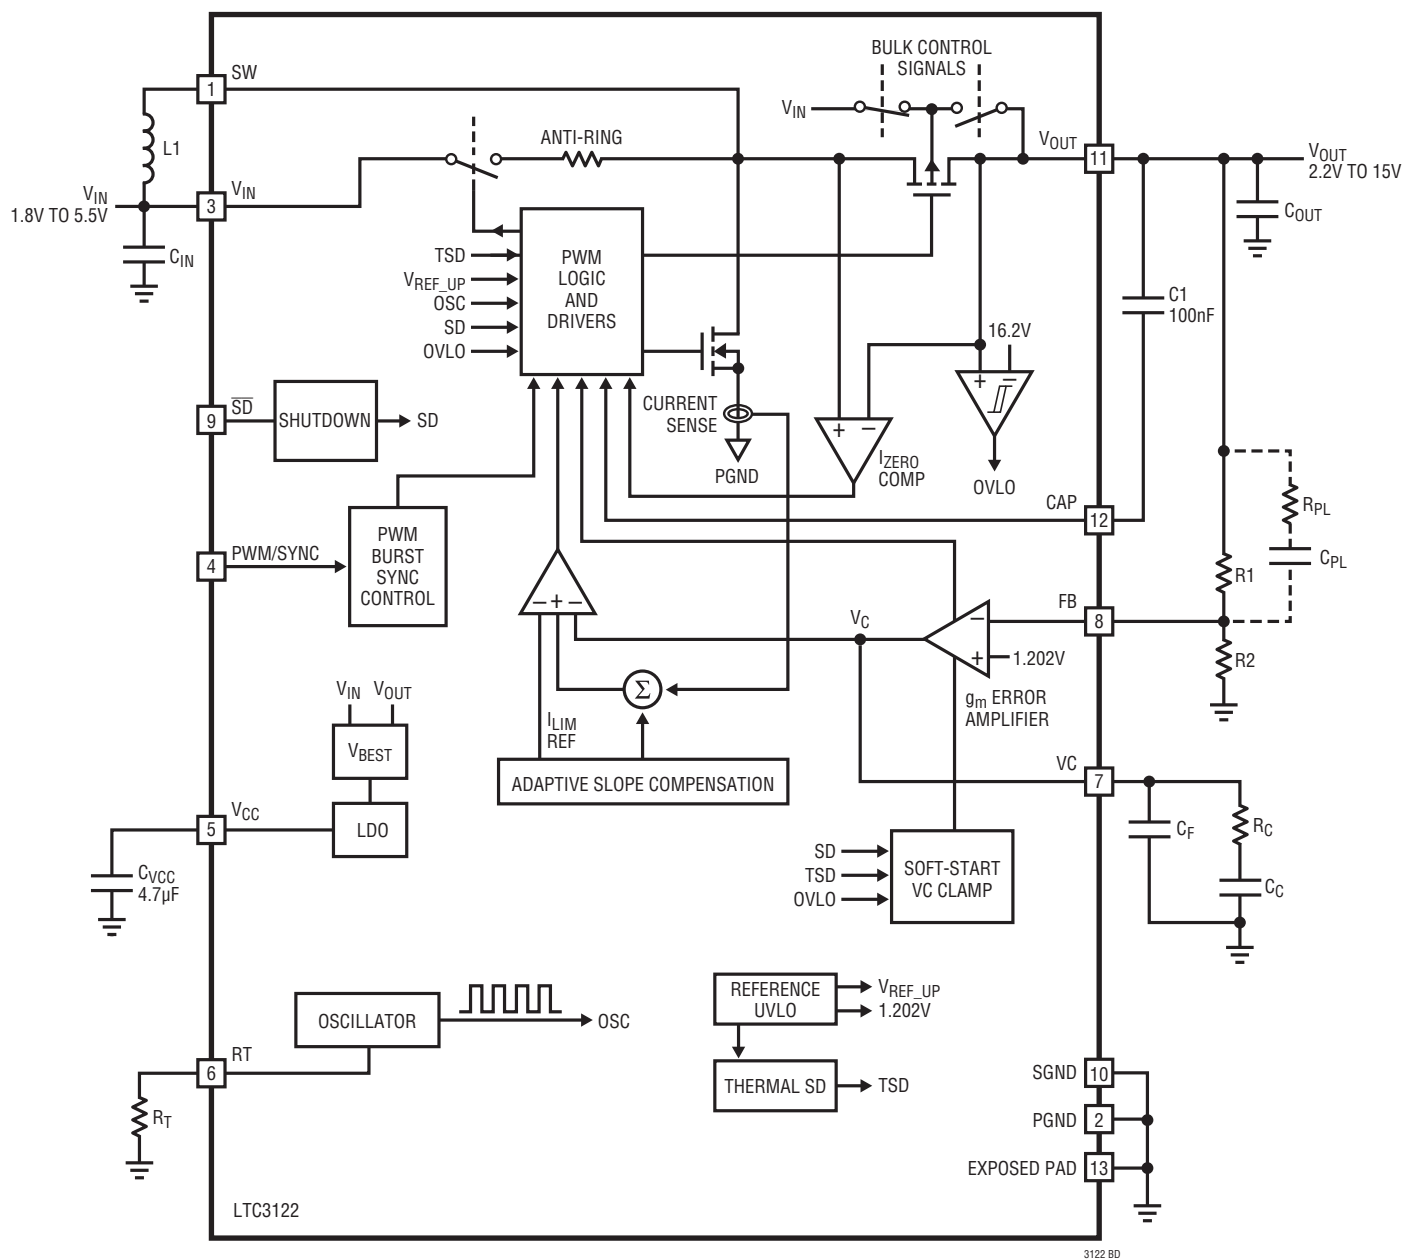 BULK CONTROL
SIGNALS
SW
1
VIN
L1
ANTI-RING
VOUT
11
VOUT
2.2V TO 15V
VIN
1.8V TO 5.5V
VIN
3
COUT
CIN
PWM
LOGIC
AND
DRIVERS
TSD
VREF_UP
OSC
SD
OVLO
C1
100nF
16.2V
+
−
CURRENT
SENSE
PGND
+
−
IZERO
COMP
OVLO
SD
9
SHUTDOWN
SD
CAP
12
RPL
CPL
PWM/SYNC
4
PWM
BURST
SYNC
CONTROL
− + −
VC
−
+
1.202V
gm ERROR
AMPLIFIER
FB
8
R1
R2
Σ
ILIM
REF
ADAPTIVE SLOPE COMPENSATION
VIN VOUT
VBEST
LDO
VCC
5
CVCC
4.7µF
VC
7
CF
RC
CC
SD
TSD
OVLO
SOFT-START
VC CLAMP
OSCILLATOR
OSC
REFERENCE
UVLO
VREF_UP
1.202V
THERMAL SD
TSD
RT
6
RT
SGND
10
PGND
2
EXPOSED PAD
13
LTC3122
3122 BD